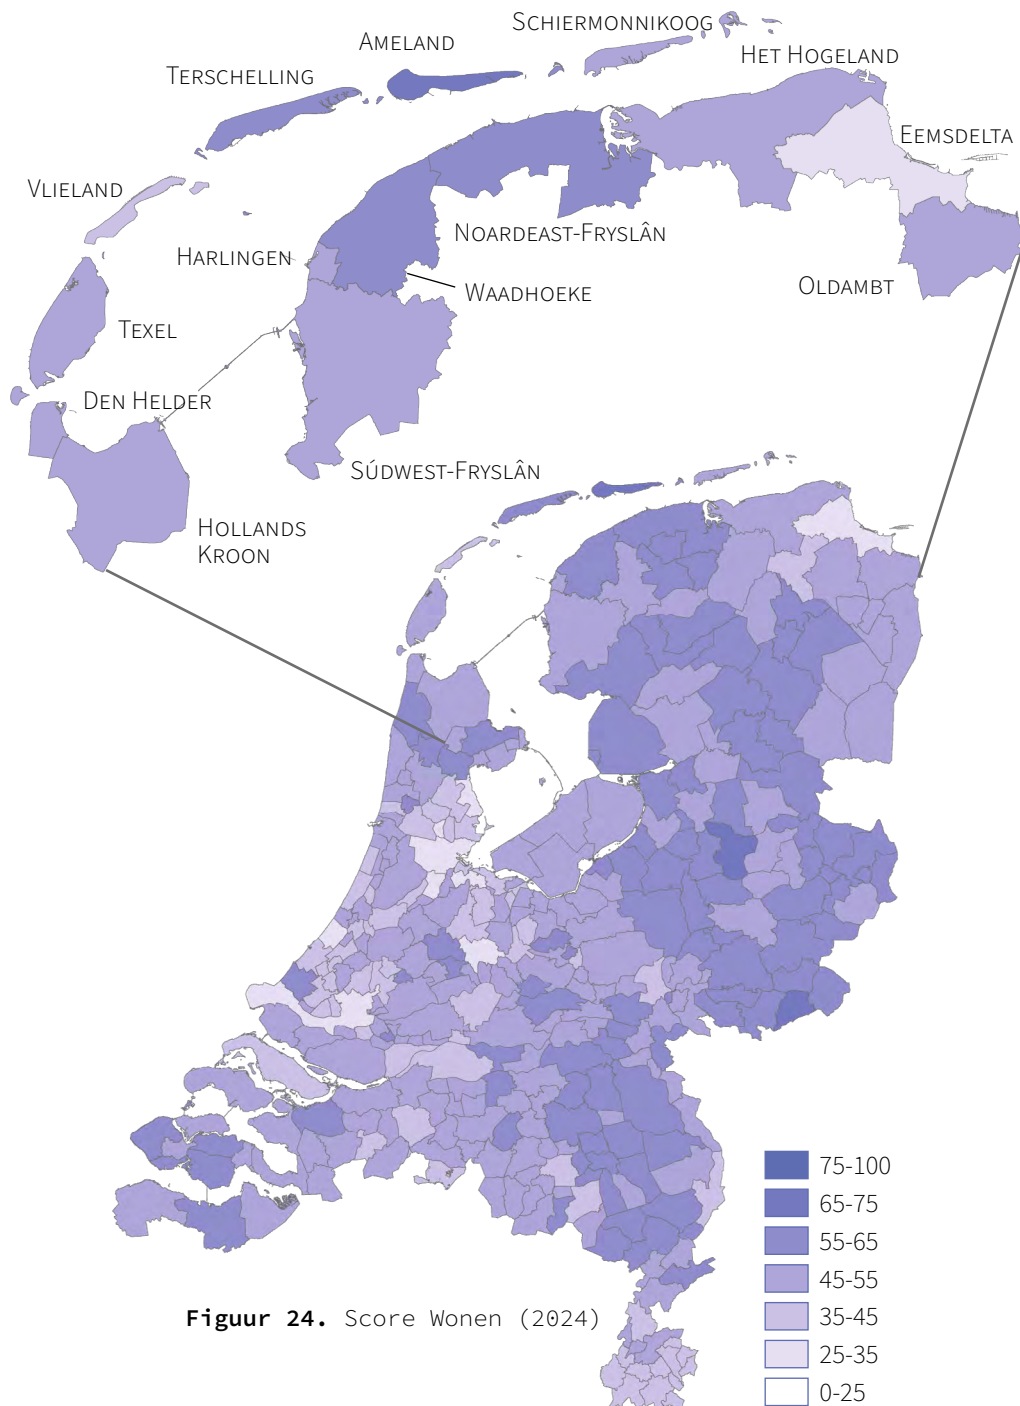 Schiermonnikoog
Ameland
Het Hogeland
Terschelling
Eemsdelta
Vlieland
Noardeast-Fryslân
Harlingen
Oldambt
Waadhoeke
Texel
Den Helder
Súdwest-Fryslân
Hollands
Kroon
75-100
65-75
55-65
45-55
35-45
25-35
0-25
Figuur 24. Score Wonen (2024)